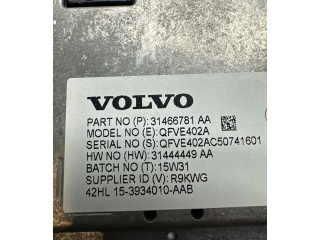 VOLVO
PART NO (P): 31466781 AA
MODEL NO (E): QFVE402A
SERIAL NO (S): QFVE402AC50741601
HW NO (HW): 31444449 AA
BATCH NO (T): 15W31
SUPPLIER ID (V): R9KWG
42HL 15-3934010-AAB